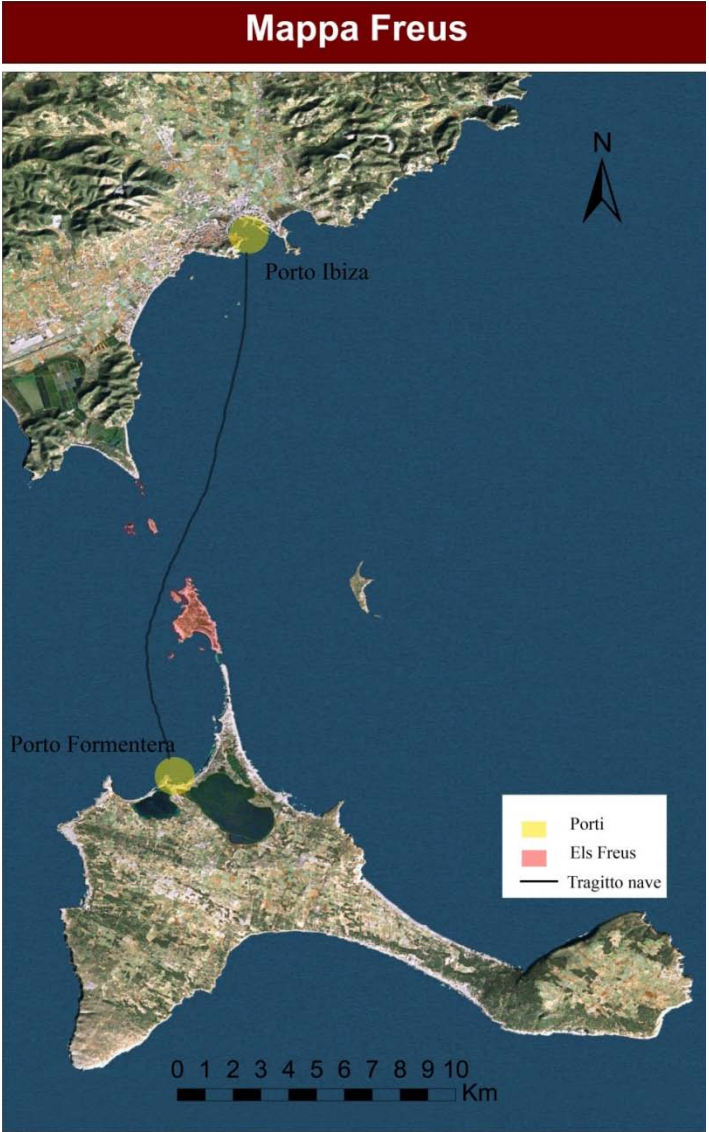 Mappa Freus
N
Porto Ibiza
Porto Formentera
Porti
Els Freus
Tragitto nave
0 1 2 3 4 5 6 7 8 9 10
Km